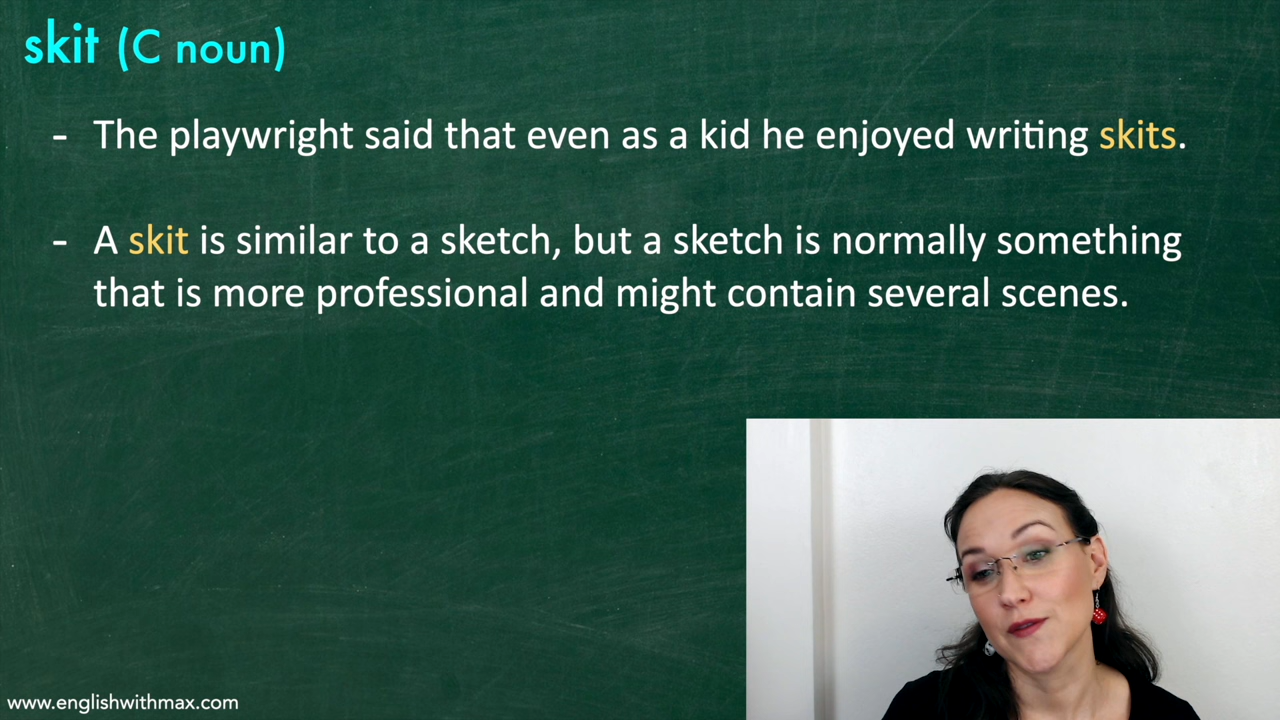 skit (C noun)
- The playwright said that even as a kid he enjoyed writing skits.
- A skit is similar to a sketch, but a sketch is normally something
that is more professional and might contain several scenes.
www.englishwithmax.com